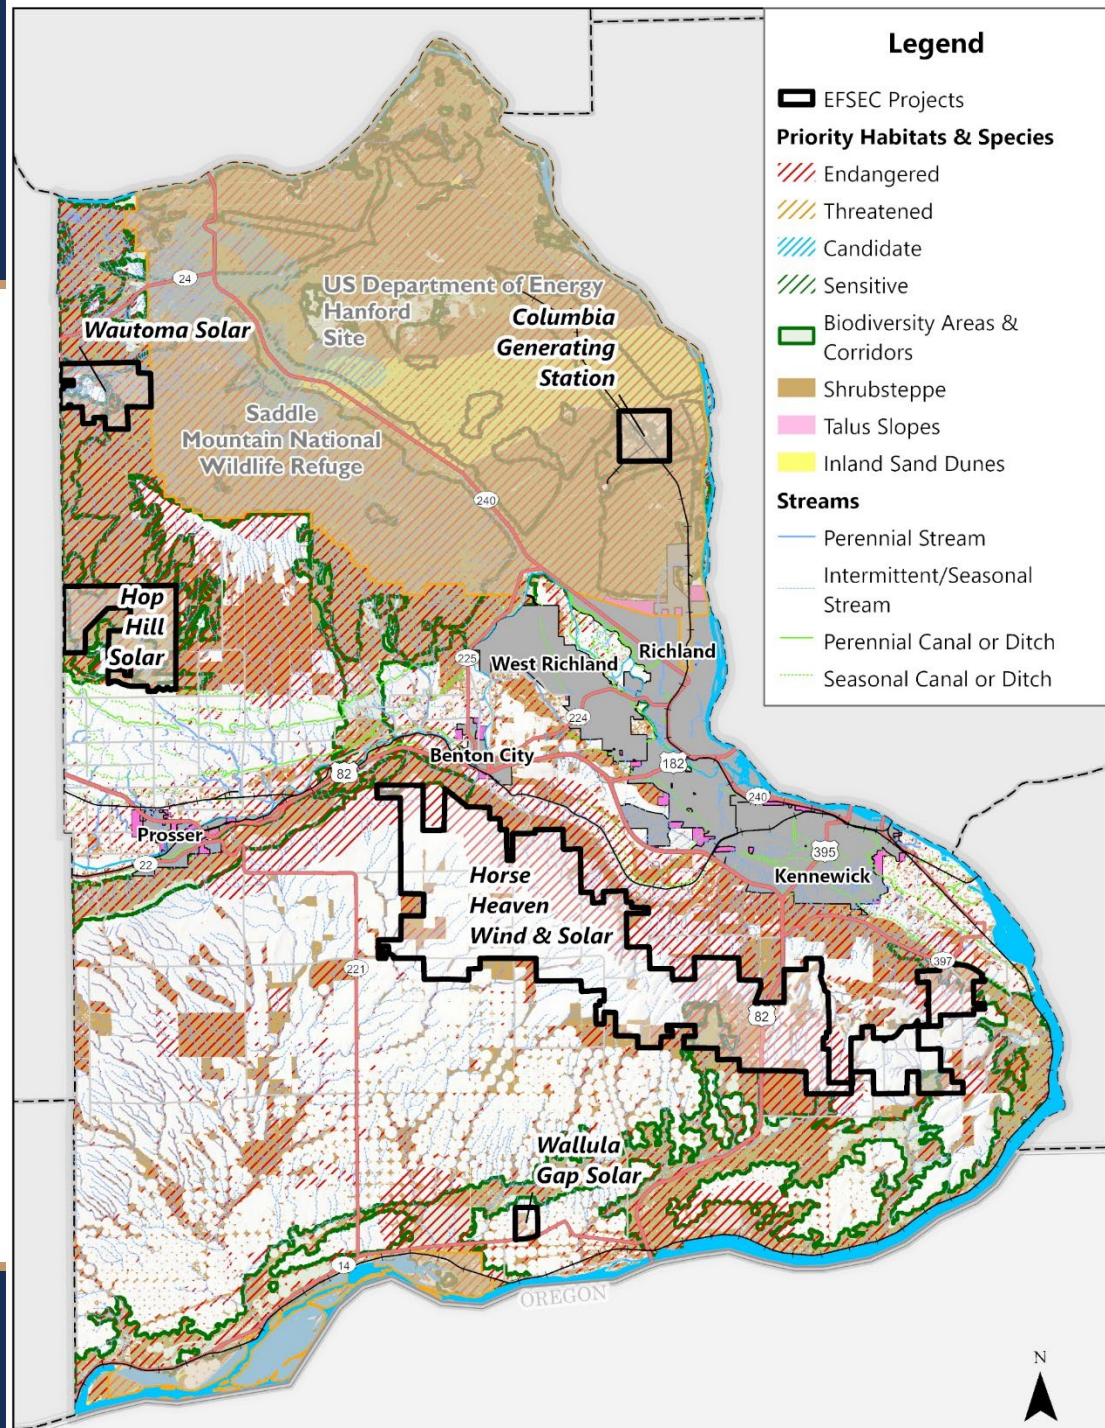 Legend
EFSEC Projects
Priority Habitats & Species
Endangered
Threatened
Candidate
Sensitive
Biodiversity Areas &
Corridors
Shrubsteppe
Talus Slopes
Inland Sand Dunes
Streams
Perennial Stream
Intermittent/Seasonal
Stream
Perennial Canal or Ditch
Seasonal Canal or Ditch
24
US Department of Energy
Hanford
Site
Columbia
Generating
Station
Wautoma Solar
Saddle
Mountain National
Wildlife Refuge
240
Hop
Hill
Solar
225
West Richland
Richland
224
Benton City
182
82
240
Prosser
22
395
Kennewick
Horse
Heaven
Wind & Solar
221
397
82
Wallula
Gap Solar
14
OREGON
N